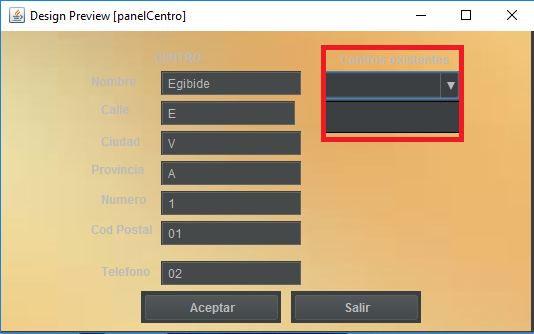 Design Preview [panelCentro]
CENTRO
Centros existentes
Nombre Egibide
Calle E
Ciudad V
Provincia A
Numero 1
Cod Postal 01
Telefono 02
Aceptar Salir